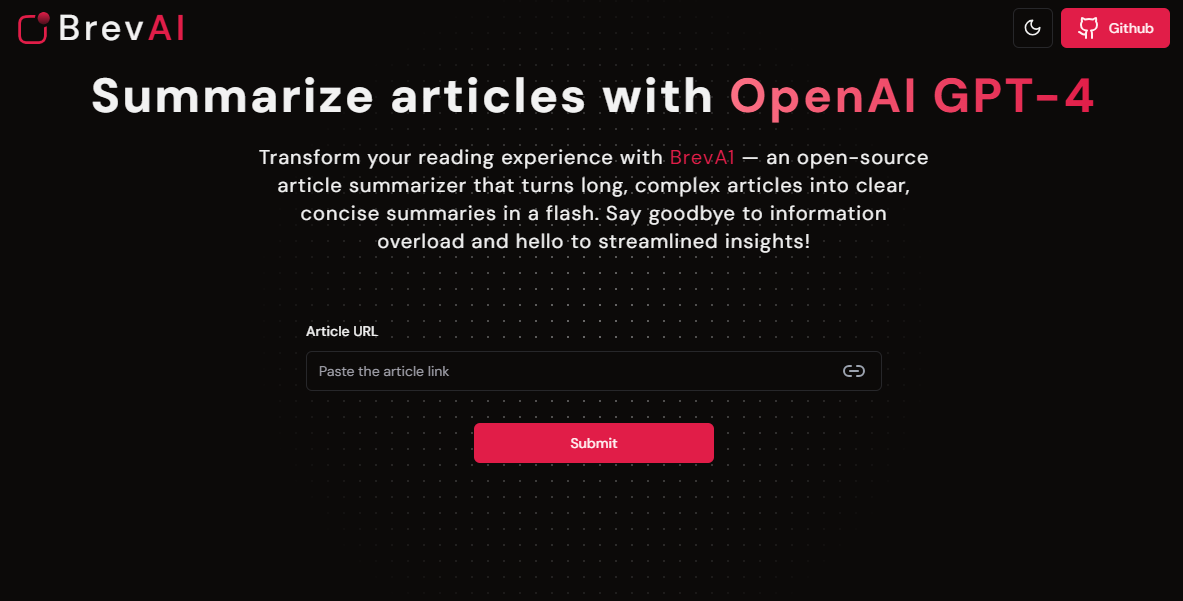 BrevAI
Github
Summarize articles with OpenAI GPT-4
Transform your reading experience with BrevA1 — an open-source
article summarizer that turns long, complex articles into clear,
concise summaries in a flash. Say goodbye to information
overload and hello to streamlined insights!
Article URL
Paste the article link
Submit